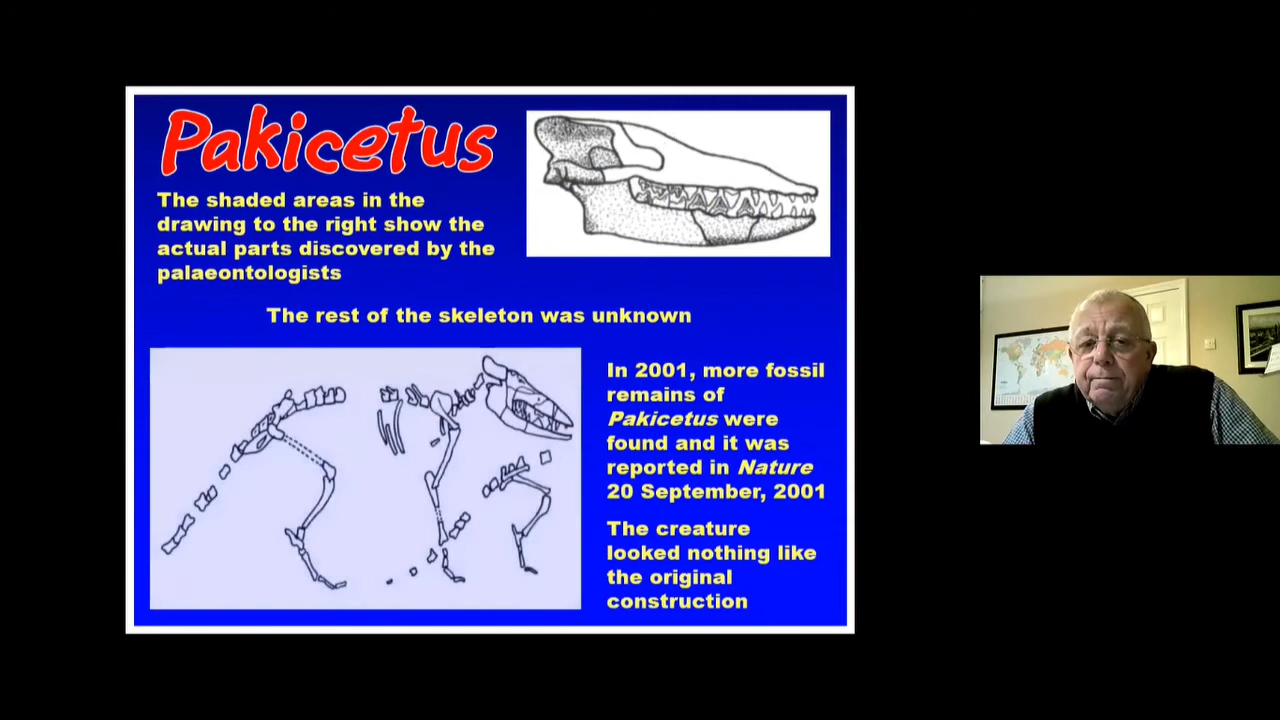 Pakicetus
The shaded areas in the
drawing to the right show the
actual parts discovered by the
palaeontologists
The rest of the skeleton was unknown
In 2001, more fossil
remains of
Pakicetus were
found and it was
reported in Nature
20 September, 2001
The creature
looked nothing like
the original
construction